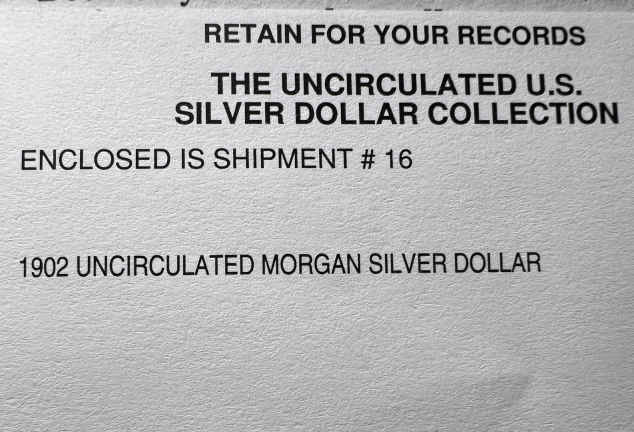 RETAIN FOR YOUR RECORDS
THE UNCIRCULATED U.S.
SILVER DOLLAR COLLECTION
ENCLOSED IS SHIPMENT # 16
1902 UNCIRCULATED MORGAN SILVER DOLLAR